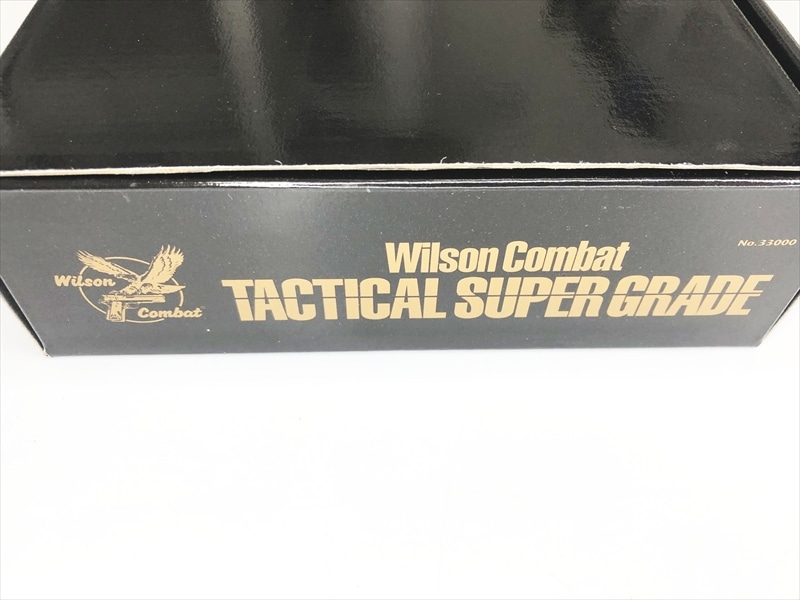 Wilson
Combat
Wilson Combat
TACTICAL SUPER GRADE
No.33000